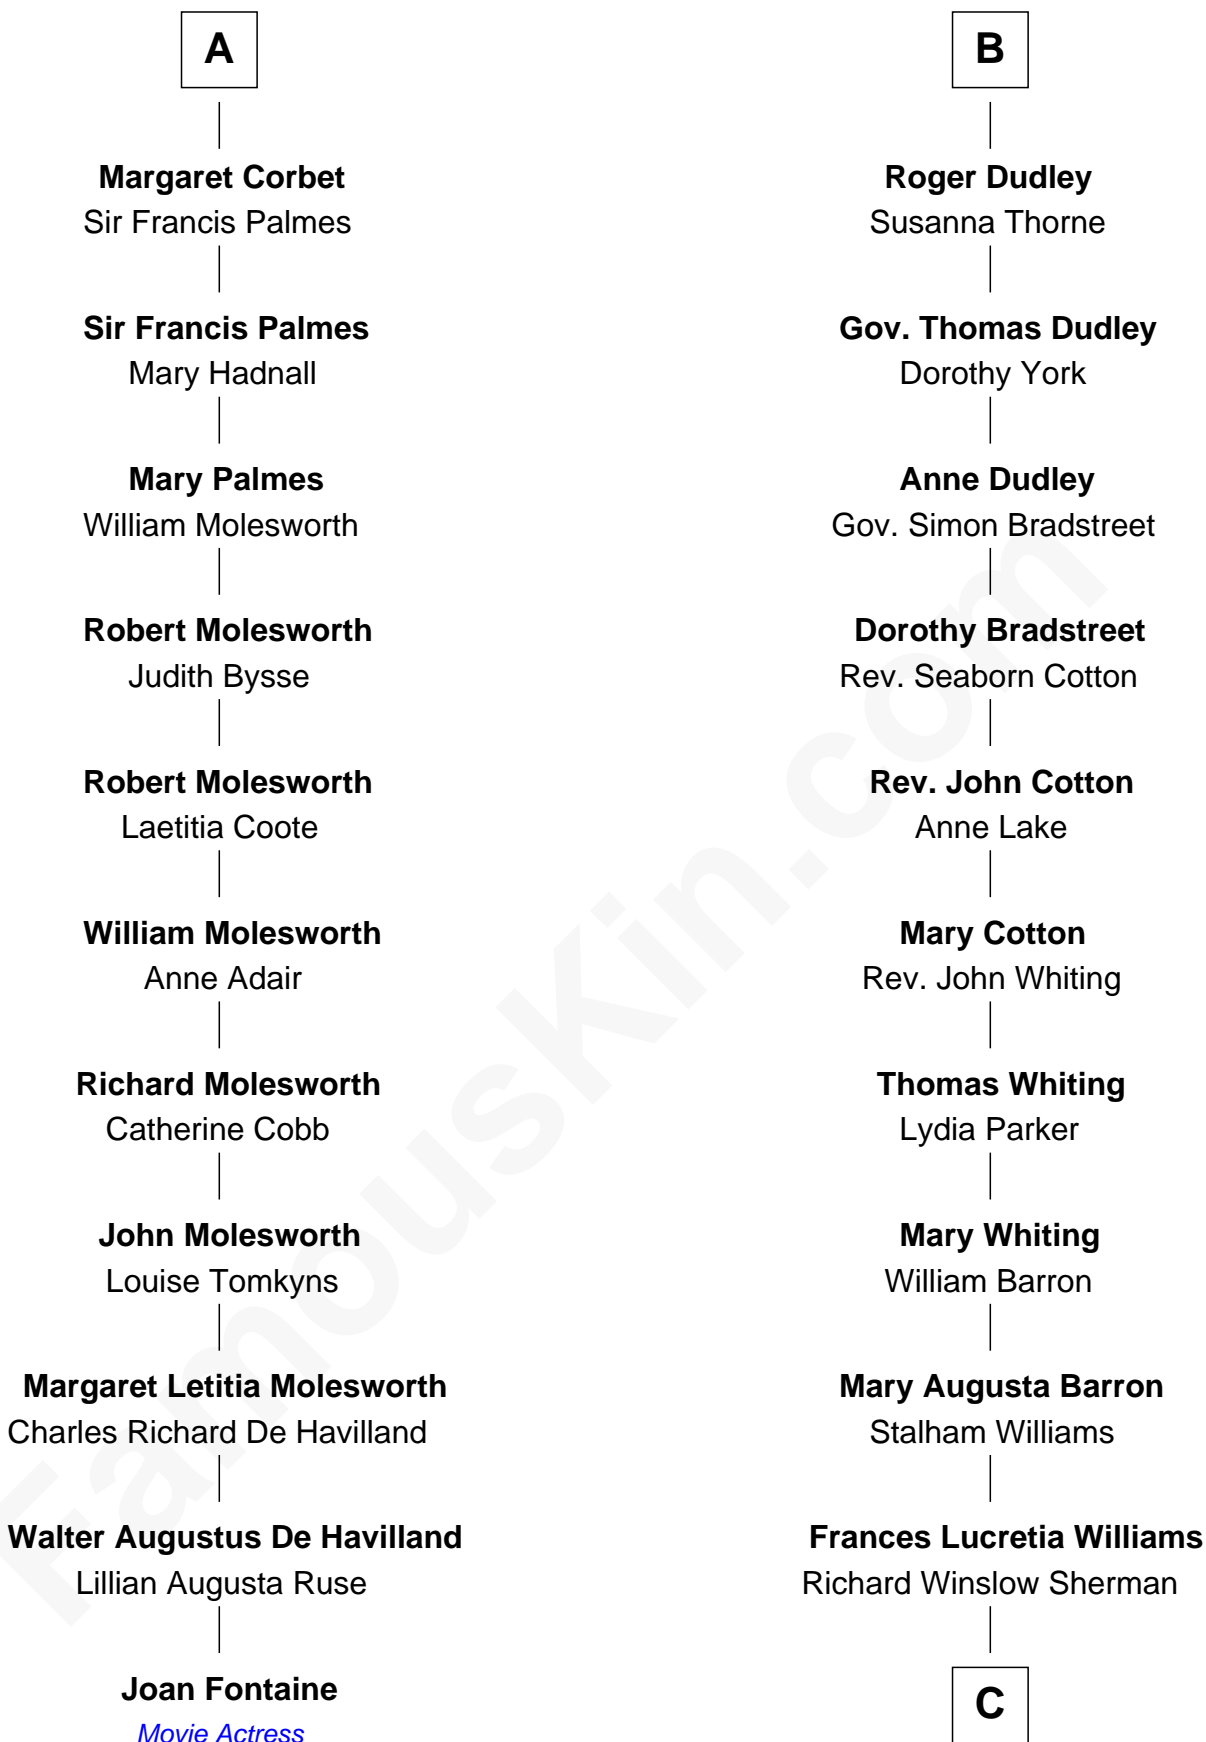 A
Margaret Corbet
Sir Francis Palmes
Sir Francis Palmes
Mary Hadnall
Mary Palmes
William Molesworth
Robert Molesworth
Judith Bysse
Robert Molesworth
Laetitia Coote
William Molesworth
Anne Adair
Richard Molesworth
Catherine Cobb
John Molesworth
Louise Tomkyns
Margaret Letitia Molesworth
Charles Richard De Havilland
Walter Augustus De Havilland
Lillian Augusta Ruse
Joan Fontaine
Movie Actress
B
Roger Dudley
Susanna Thorne
Gov. Thomas Dudley
Dorothy York
Anne Dudley
Gov. Simon Bradstreet
Dorothy Bradstreet
Rev. Seaborn Cotton
Rev. John Cotton
Anne Lake
Mary Cotton
Rev. John Whiting
Thomas Whiting
Lydia Parker
Mary Whiting
William Barron
Mary Augusta Barron
Stalham Williams
Frances Lucretia Williams
Richard Winslow Sherman
C
FamousKin.com